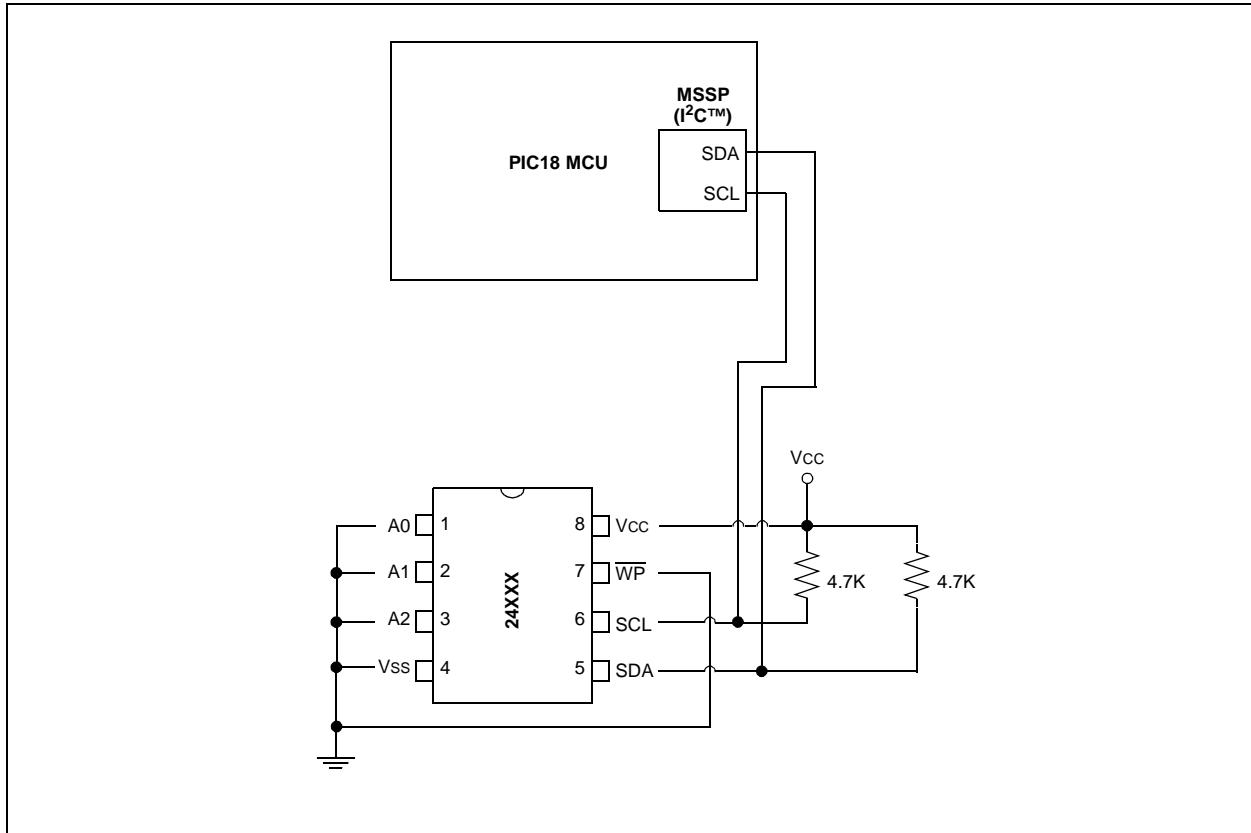 MSSP
(I²C™)
PIC18 MCU
SDA
SCL
VCC
A0 1
A1 2
A2 3
VSS 4
24XXX
8 VCC
7 W̅P̅
6 SCL
5 SDA
4.7K
4.7K